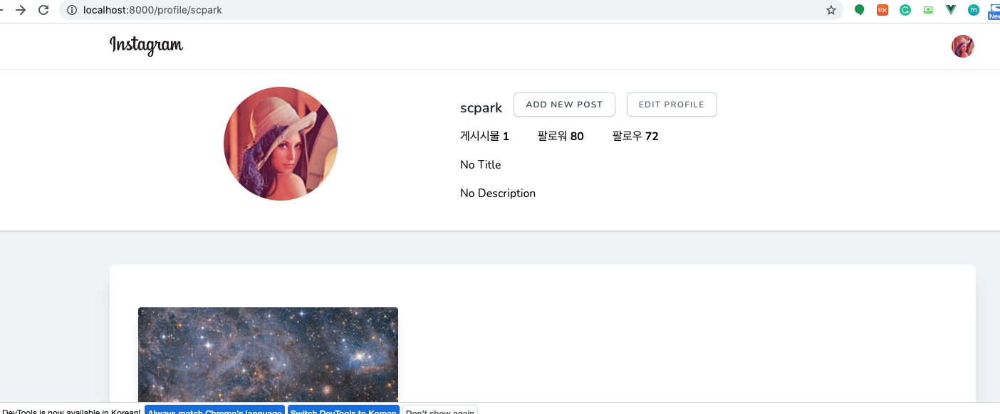 localhost:8000/profile/scpark
EX
m
New
Instagram
scpark ADD NEW POST EDIT PROFILE
게시시물 1 팔로워 80 팔로우 72
No Title
No Description
DevTools is now available in Korean! Always match Chrome's language Switch DevTools to Korean Don't show again